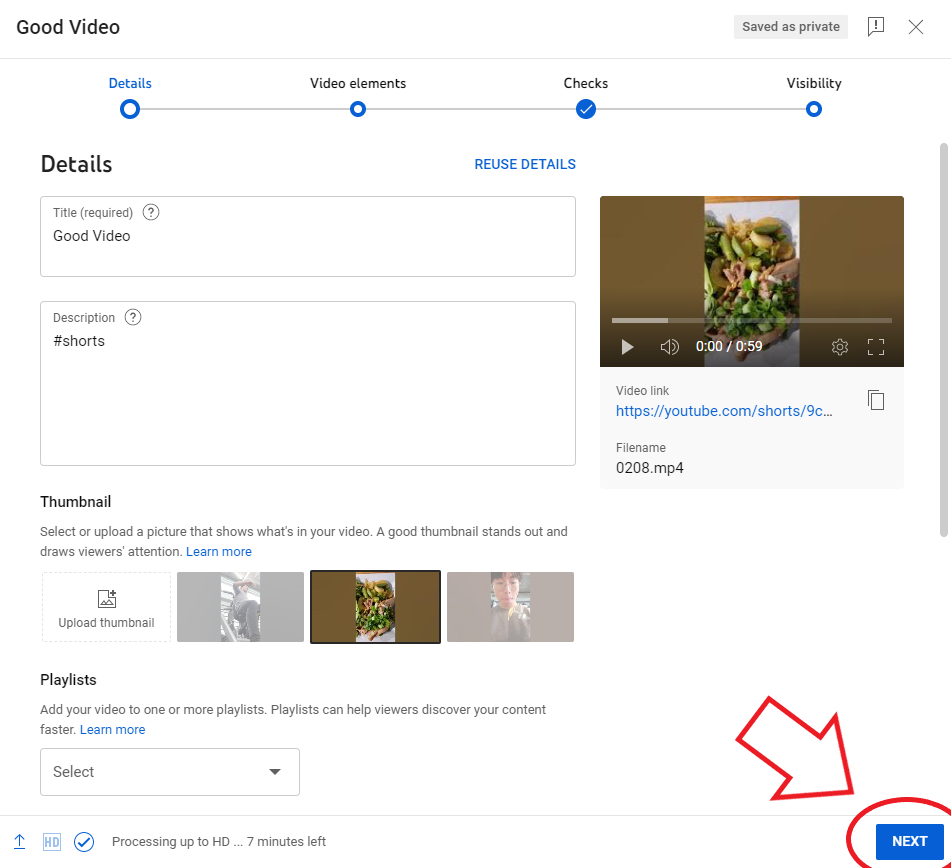 Good Video
Saved as private
Details
Video elements
Checks
Visibility
Details
REUSE DETAILS
Title (required)
Good Video
Description
#shorts
0:00 / 0:59
Video link
https://youtube.com/shorts/9c...
Filename
0208.mp4
Thumbnail
Select or upload a picture that shows what's in your video. A good thumbnail stands out and
draws viewers' attention. Learn more
Upload thumbnail
Playlists
Add your video to one or more playlists. Playlists can help viewers discover your content
faster. Learn more
Select
HD
Processing up to HD ... 7 minutes left
NEXT